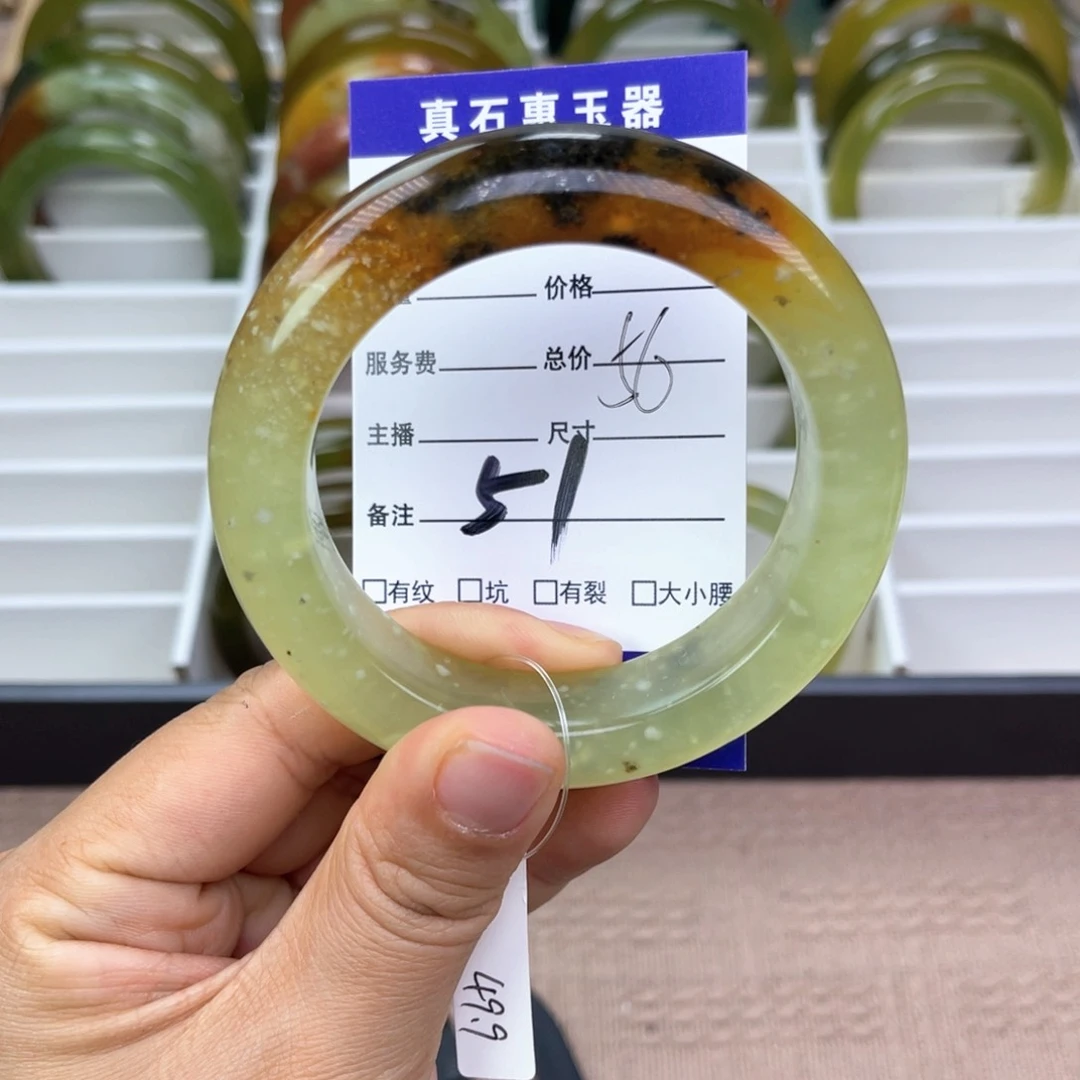 真石惠玉器
价格
服务费 总价 56
主播 尺寸
51
备注
□有纹 □坑 □有裂 □大小腰
49.9